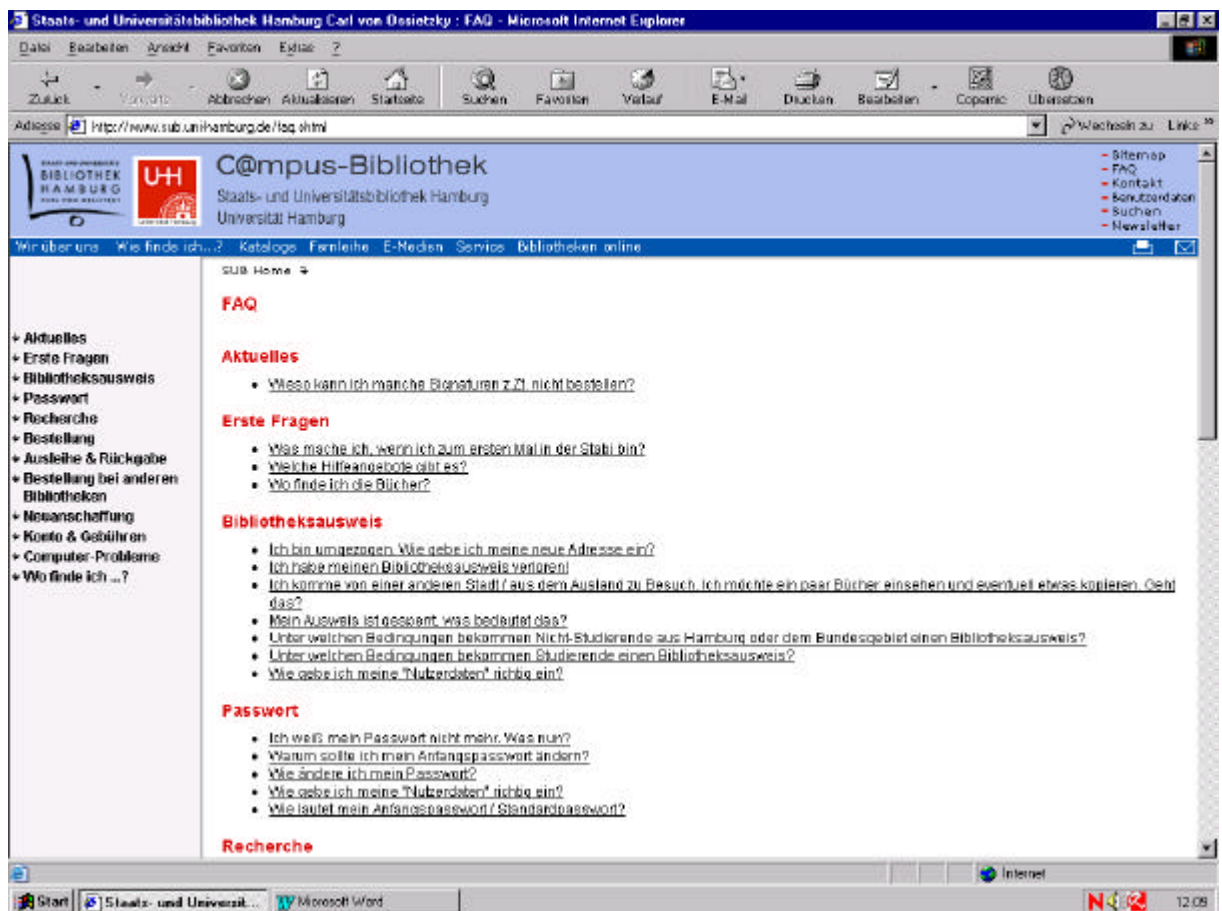 Staats- und Universitätsbibliothek Hamburg Carl von Ossietzky : FAQ - Microsoft Internet Explorer
Datei Bearbeiten Ansicht Favoriten Extras ?
Zurück Vorwärts Abbrechen Aktualisieren Startseite Suchen Favoriten Verlauf E-Mail Drucken Bearbeiten Copernic Übersetzen
Adresse http://www.sub.uni-hamburg.de/faq.shtml Wechseln zu Links »
BIBLIOTHEK
HAMBURG
UH
C@mpus-Bibliothek
Staats- und Universitätsbibliothek Hamburg
Universität Hamburg
Sitemap
FAQ
Kontakt
Benutzerdaten
Suchen
Newsletter
Wir über uns Wie finde ich...? Kataloge Fernleihe E-Medien Service Bibliotheken online
SUB Home
Aktuelles
Erste Fragen
Bibliotheksausweis
Passwort
Recherche
Bestellung
Ausleihe & Rückgabe
Bestellung bei anderen
Bibliotheken
Neuanschaffung
Konto & Gebühren
Computer-Probleme
Wo finde ich ...?
FAQ
Aktuelles
• Wieso kann ich manche Signaturen z.Zt. nicht bestellen?
Erste Fragen
• Was mache ich, wenn ich zum ersten Mal in der Stabi bin?
• Welche Hilfeangebote gibt es?
• Wo finde ich die Bücher?
Bibliotheksausweis
• Ich bin umgezogen. Wie gebe ich meine neue Adresse ein?
• Ich habe meinen Bibliotheksausweis verloren!
• Ich komme von einer anderen Stadt / aus dem Ausland zu Besuch. Ich möchte ein paar Bücher einsehen und eventuell etwas kopieren. Geht
das?
• Mein Ausweis ist gesperrt, was bedeutet das?
• Unter welchen Bedingungen bekommen Nicht-Studierende aus Hamburg oder dem Bundesgebiet einen Bibliotheksausweis?
• Unter welchen Bedingungen bekommen Studierende einen Bibliotheksausweis?
• Wie gebe ich meine "Nutzerdaten" richtig ein?
Passwort
• Ich weiß mein Passwort nicht mehr. Was nun?
• Warum sollte ich mein Anfangspasswort ändern?
• Wie ändere ich mein Passwort?
• Wie gebe ich meine "Nutzerdaten" richtig ein?
• Wie lautet mein Anfangspasswort / Standardpasswort?
Recherche
Internet
Start Staats- und Universit... Microsoft Word 12:09